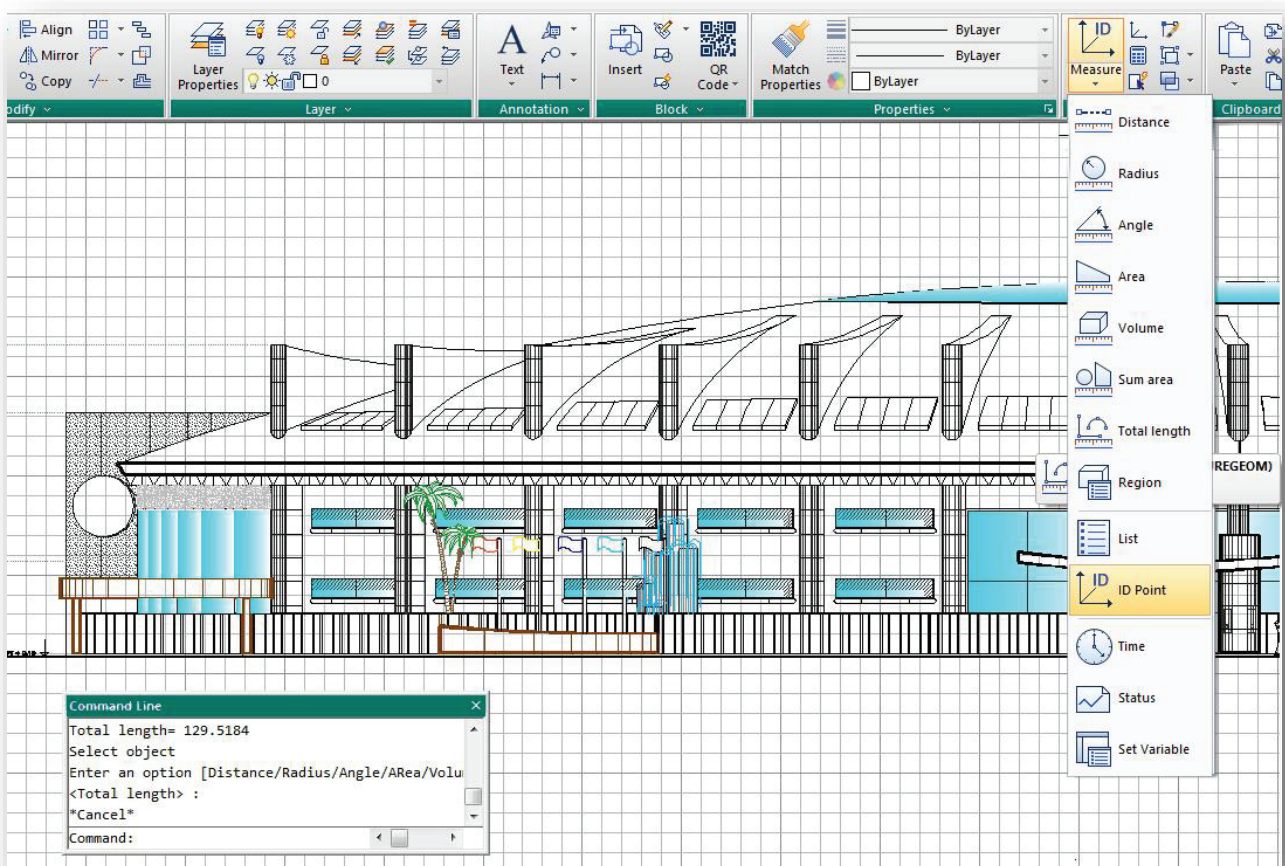 Align
Mirror
Copy
odify
Layer
Properties
0
Layer
A
Text
Annotation
Insert
QR
Code
Block
Match
Properties
ByLayer
ByLayer
ByLayer
Properties
ID
Measure
Paste
Clipboard
Distance
Radius
Angle
Area
Volume
Sum area
Total length
REGEOM)
Region
List
ID
ID Point
Time
Status
Set Variable
Command Line
Total length= 129.5184
Select object
Enter an option [Distance/Radius/Angle/ARea/Volu
<Total length> :
*Cancel*
Command: